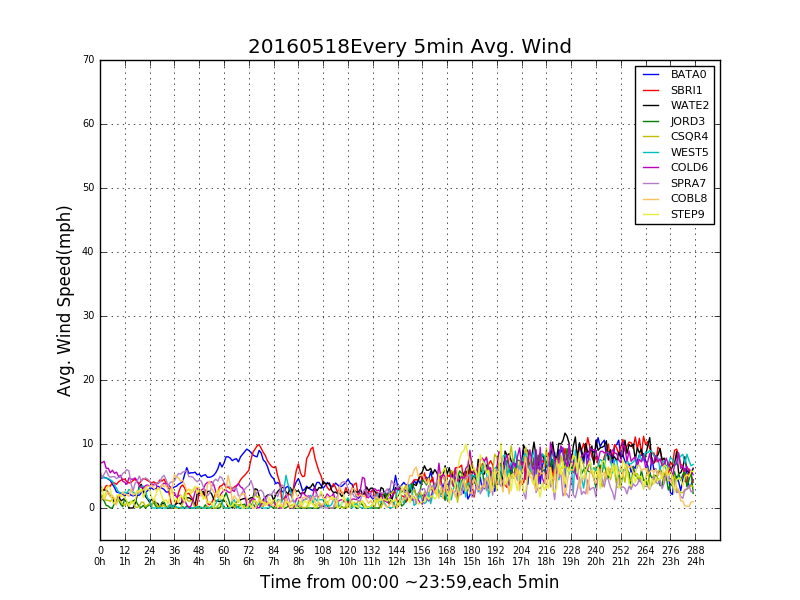 20160518Every 5min Avg. Wind
70
60
50
40
30
20
10
0
Avg. Wind Speed(mph)
BATA0
SBRI1
WATE2
JORD3
CSQR4
WEST5
COLD6
SPRA7
COBL8
STEP9
0 12 24 36 48 60 72 84 96 108 120 132 144 156 168 180 192 204 216 228 240 252 264 276 288
0h 1h 2h 3h 4h 5h 6h 7h 8h 9h 10h 11h 12h 13h 14h 15h 16h 17h 18h 19h 20h 21h 22h 23h 24h
Time from 00:00 ~23:59,each 5min